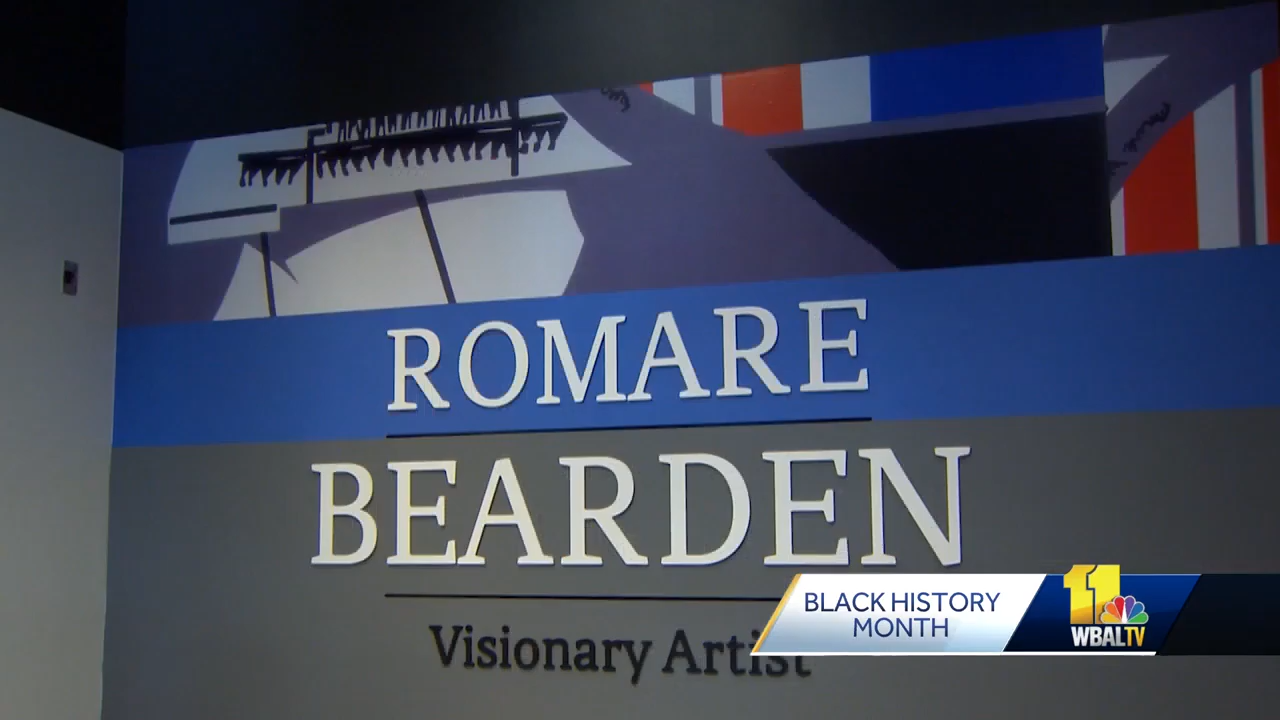 ROMARE
BEARDEN
Visionary Artist
BLACK HISTORY
MONTH
11
WBALTV